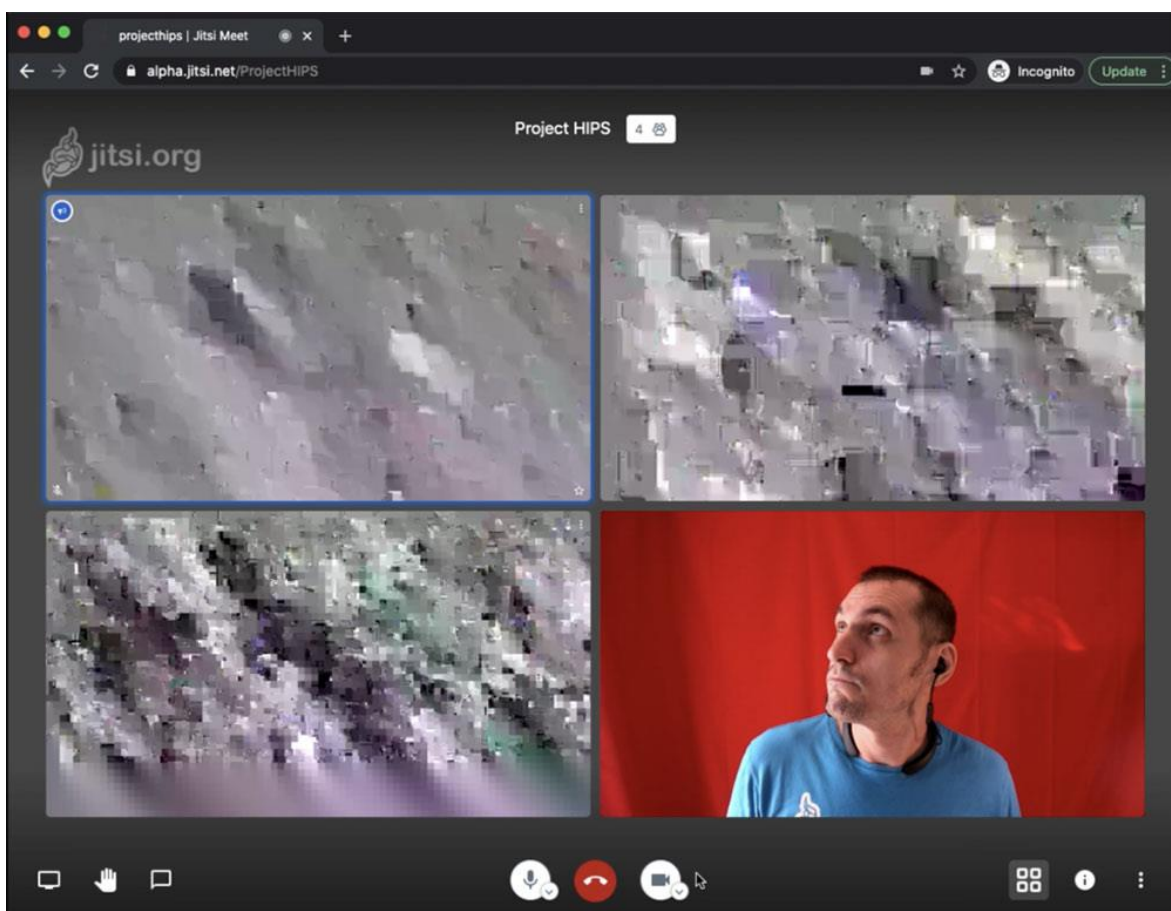 projecthips | Jitsi Meet
alpha.jitsi.net/ProjectHIPS
Incognito
Update
Project HIPS
4
jitsi.org